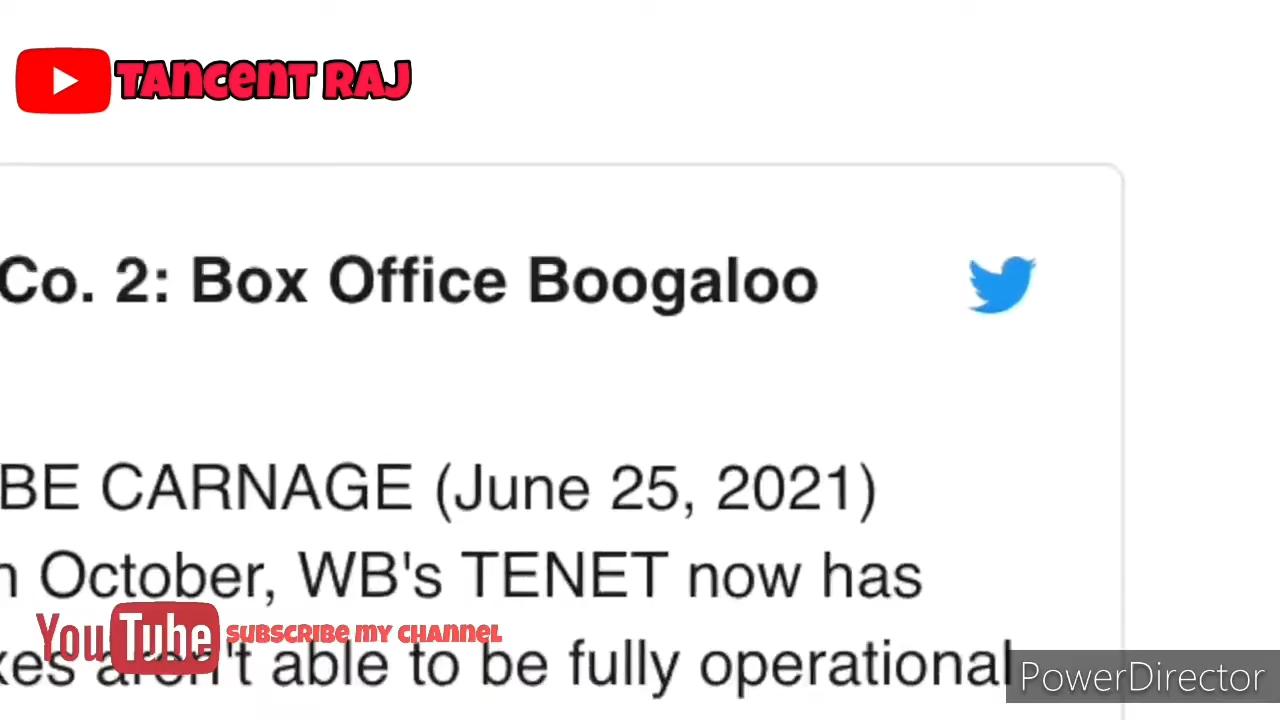 Tancent Raj
Co. 2: Box Office Boogaloo
BE CARNAGE (June 25, 2021)
October, WB's TENET now has
YouTube SUBSCRIBE MY CHANNEL
aren't able to be fully operational
PowerDirector